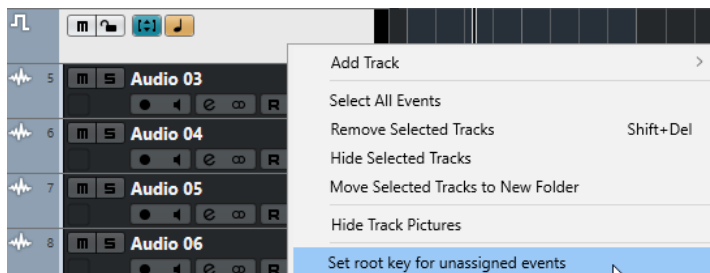 m
Add Track
5 m S Audio 03
e R
Select All Events
6 m S Audio 04
e R
Remove Selected Tracks Shift+Del
Hide Selected Tracks
7 m S Audio 05
e R
Move Selected Tracks to New Folder
Hide Track Pictures
8 m S Audio 06
e R
Set root key for unassigned events